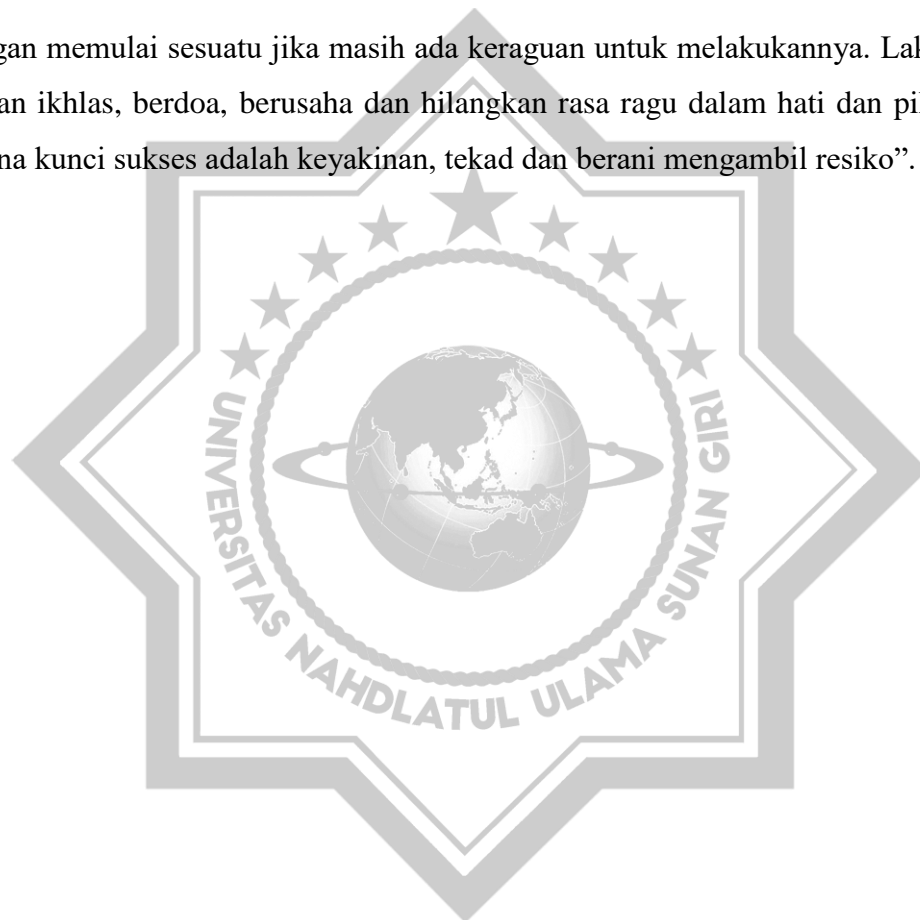 gan memulai sesuatu jika masih ada keraguan untuk melakukannya. Lak
an ikhlas, berdoa, berusaha dan hilangkan rasa ragu dalam hati dan pi
na kunci sukses adalah keyakinan, tekad dan berani mengambil resiko”.
UNIVERSITAS NAHDLATUL ULAMA SUNAN GIRI